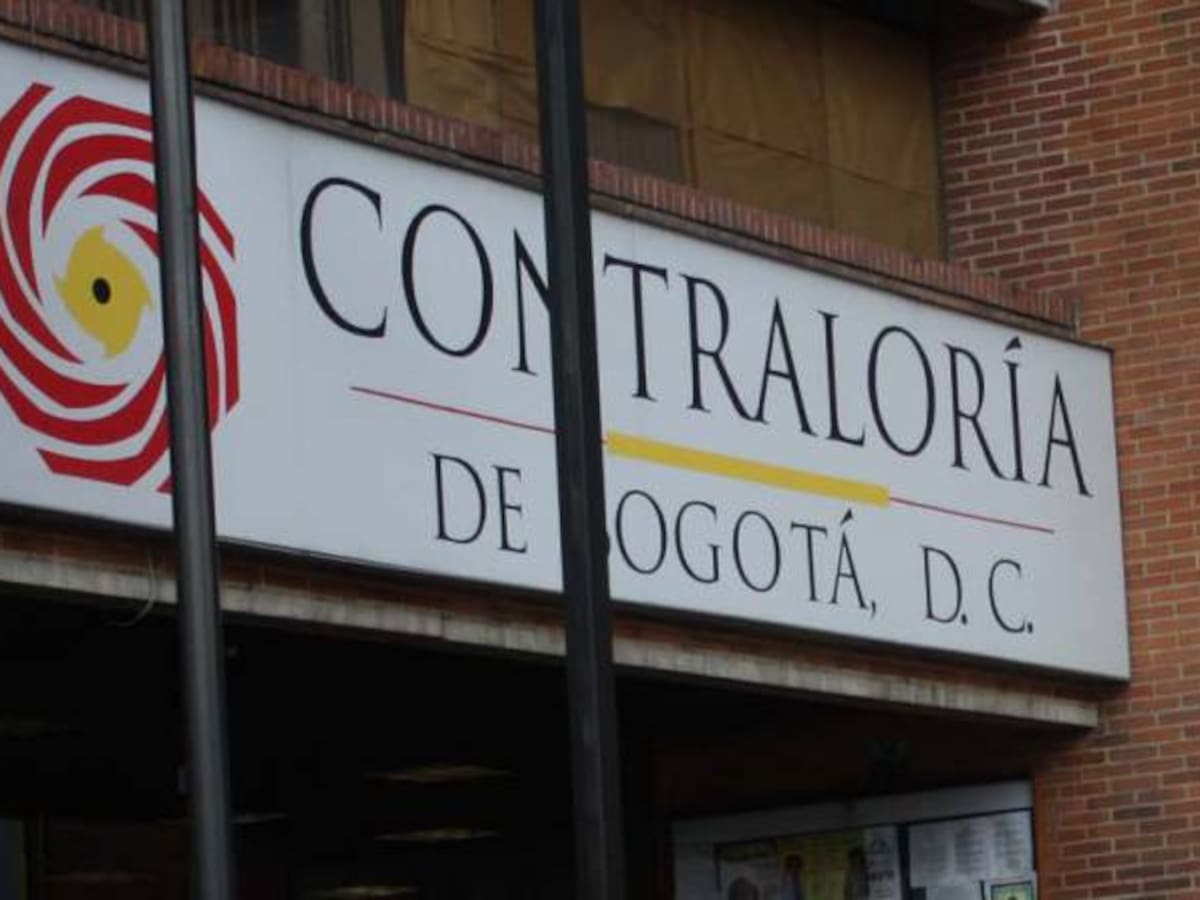 CONTRALORÍA
DE BOGOTÁ, D. C.